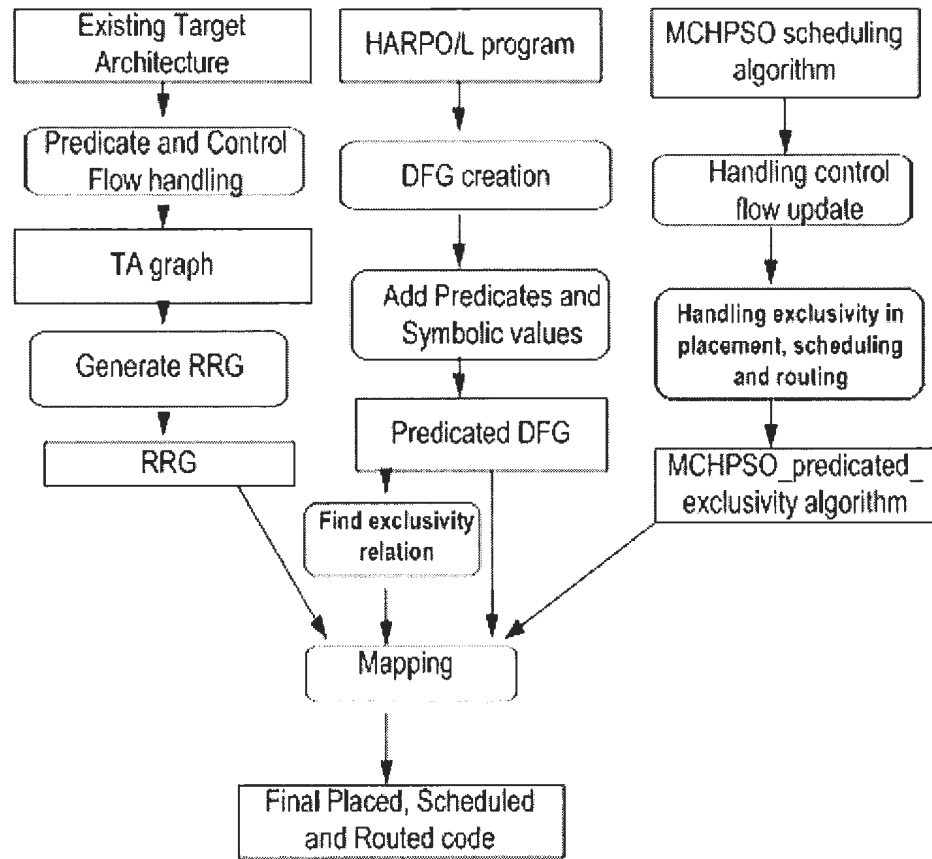 Existing Target
Architecture
Predicate and Control
Flow handling
TA graph
Generate RRG
RRG
HARPO/L program
DFG creation
Add Predicates and
Symbolic values
Predicated DFG
Find exclusivity
relation
MCHPSO scheduling
algorithm
Handling control
flow update
Handling exclusivity in
placement, scheduling
and routing
MCHPSO_predicated_
exclusivity algorithm
Mapping
Final Placed, Scheduled
and Routed code